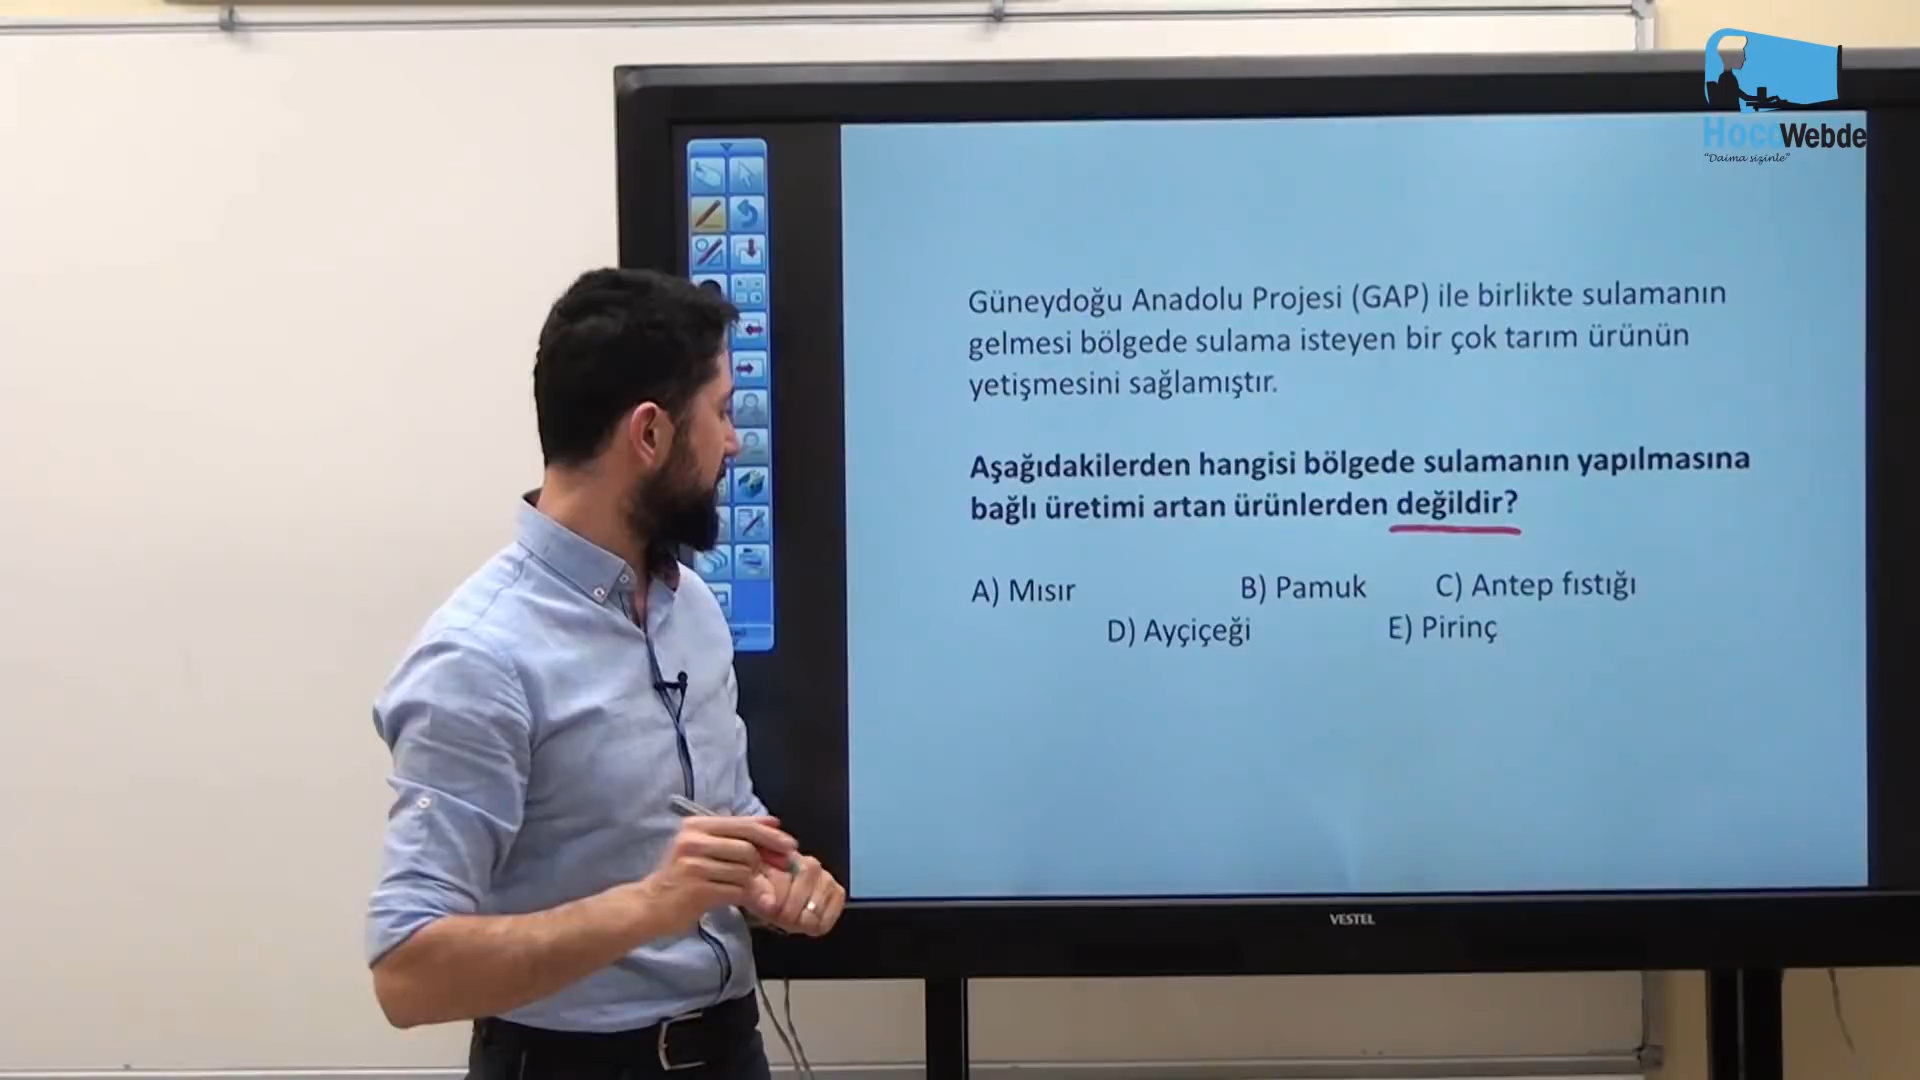 HocaWebde
"Daima sizinle"
Güneydoğu Anadolu Projesi (GAP) ile birlikte sulamanın
gelmesi bölgede sulama isteyen bir çok tarım ürünün
yetişmesini sağlamıştır.
Aşağıdakilerden hangisi bölgede sulamanın yapılmasına
bağlı üretimi artan ürünlerden değildir?
A) Mısır B) Pamuk C) Antep fıstığı
D) Ayçiçeği E) Pirinç
VESTEL